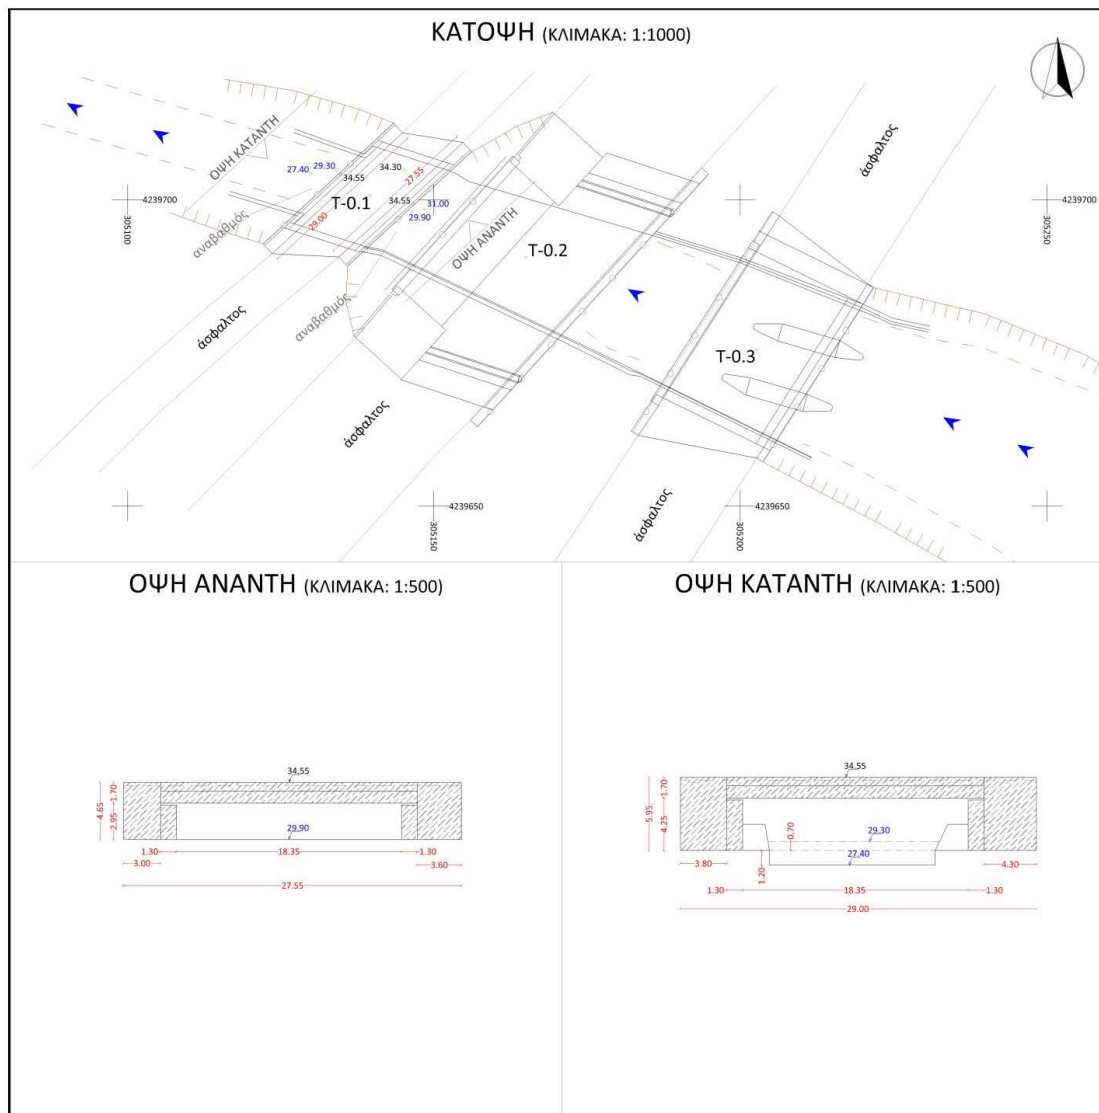 ΚΑΤΟΨΗ (ΚΛΙΜΑΚΑ: 1:1000)
άσφαλτος
ΟΨΗ ΚΑΤΑΝΤΗ
27.40 29.30
34.30
34.55
27.55
4239700
4239700
T-0.1
34.55
31.00
29.90
29.00
αναβαθμός
305100
305250
ΟΨΗ ΑΝΑΝΤΗ
T-0.2
αναβαθμός
άσφαλτος
T-0.3
άσφαλτος
άσφαλτος
4239650
4239650
305150
305200
ΟΨΗ ΑΝΑΝΤΗ (ΚΛΙΜΑΚΑ: 1:500)
34.55
4.65
1.70
2.95
29.90
1.30 18.35 1.30
3.00 3.60
27.55
ΟΨΗ ΚΑΤΑΝΤΗ (ΚΛΙΜΑΚΑ: 1:500)
34.55
5.95
1.70
4.25
0.70
29.30
27.40
3.80 1.20 4.30
1.30 18.35 1.30
29.00